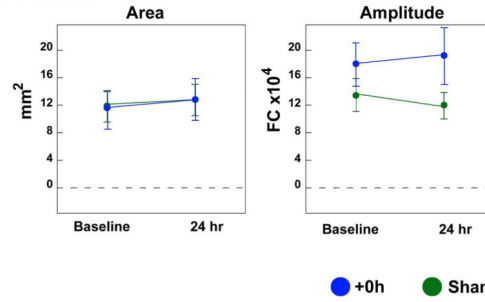 Area
Amplitude
mm²
20
16
12
8
4
0
Baseline
24 hr
FC x10⁴
20
16
12
8
4
0
Baseline
24 hr
+0h
Shar